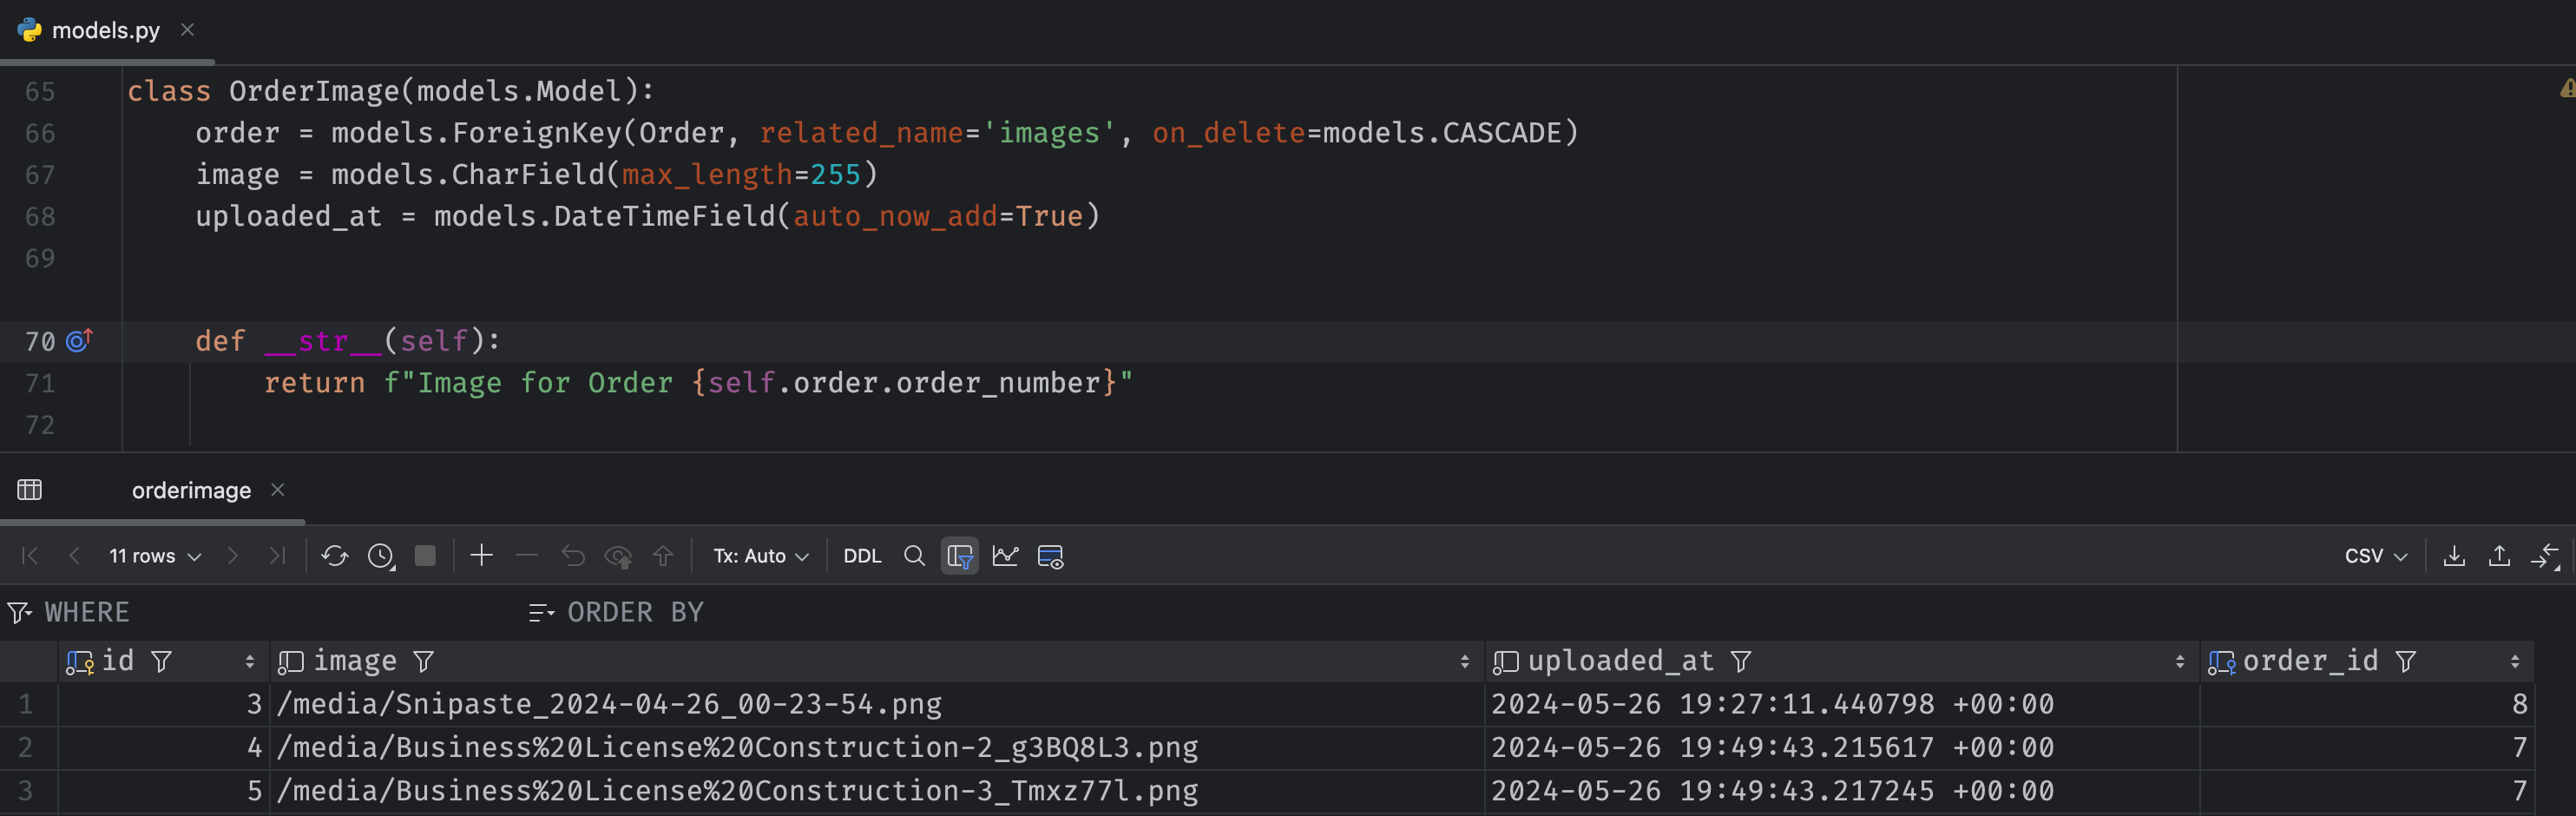 models.py
65 class OrderImage(models.Model):
66 order = models.ForeignKey(Order, related_name='images', on_delete=models.CASCADE)
67 image = models.CharField(max_length=255)
68 uploaded_at = models.DateTimeField(auto_now_add=True)
69
70 def __str__(self):
71 return f"Image for Order {self.order.order_number}"
72
orderimage
11 rows Tx: Auto DDL CSV
WHERE ORDER BY
id image uploaded_at order_id
1 3 /media/Snipaste_2024-04-26_00-23-54.png 2024-05-26 19:27:11.440798 +00:00 8
2 4 /media/Business%20License%20Construction-2_g3BQ8L3.png 2024-05-26 19:49:43.215617 +00:00 7
3 5 /media/Business%20License%20Construction-3_Tmxz77l.png 2024-05-26 19:49:43.217245 +00:00 7